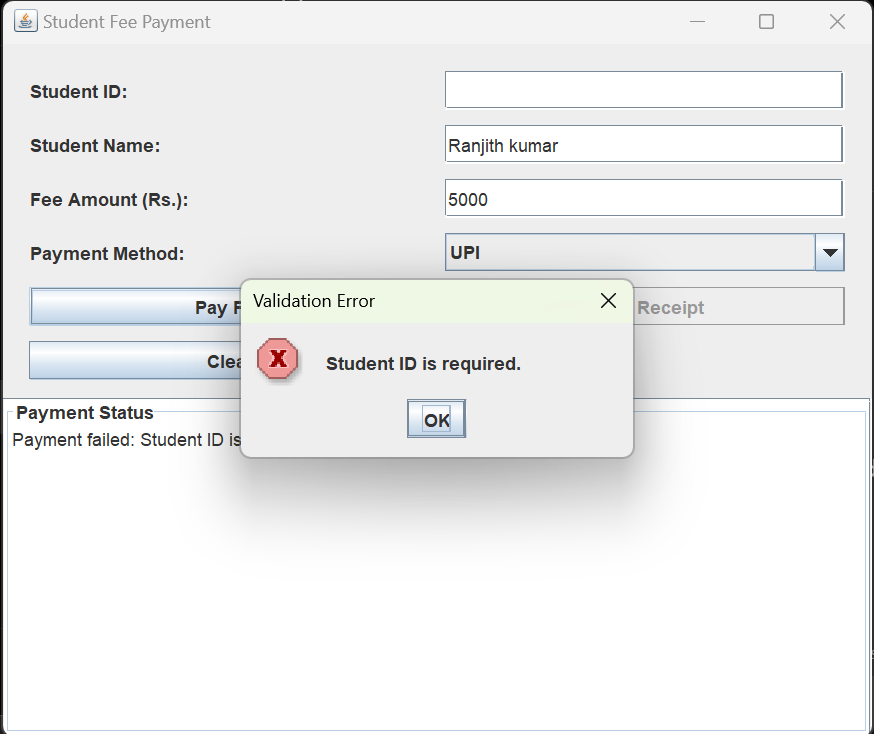 Student Fee Payment
Student ID:
Student Name: Ranjith kumar
Fee Amount (Rs.): 5000
Payment Method: UPI
Pay Receipt
Validation Error
Student ID is required.
OK
Payment Status
Payment failed: Student ID is